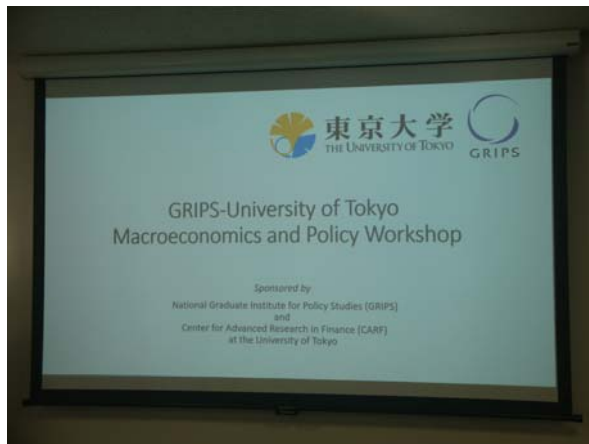 東京大学
THE UNIVERSITY OF TOKYO
GRIPS
GRIPS-University of Tokyo
Macroeconomics and Policy Workshop
Sponsored by
National Graduate Institute for Policy Studies (GRIPS)
and
Center for Advanced Research in Finance (CARF)
at the University of Tokyo